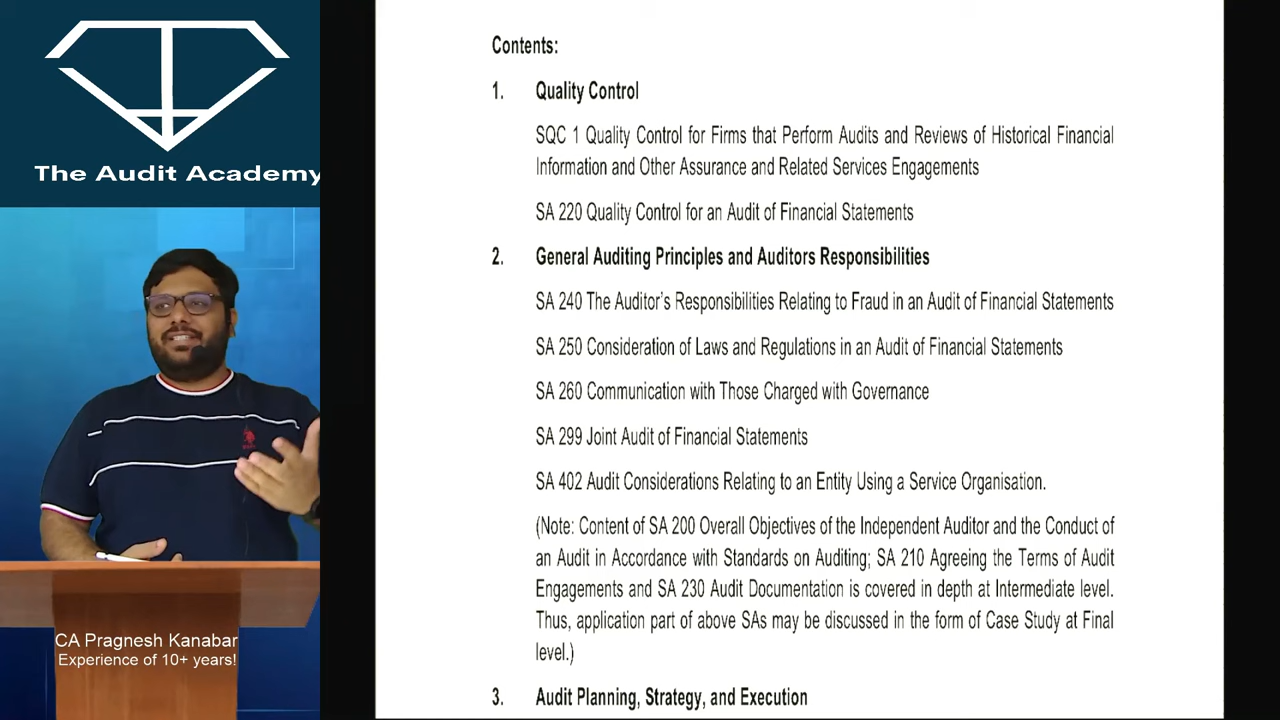 The Audit Academy
CA Pragnesh Kanabar
Experience of 10+ years!
Contents:
1. Quality Control
SQC 1 Quality Control for Firms that Perform Audits and Reviews of Historical Financial
Information and Other Assurance and Related Services Engagements
SA 220 Quality Control for an Audit of Financial Statements
2. General Auditing Principles and Auditors Responsibilities
SA 240 The Auditor's Responsibilities Relating to Fraud in an Audit of Financial Statements
SA 250 Consideration of Laws and Regulations in an Audit of Financial Statements
SA 260 Communication with Those Charged with Governance
SA 299 Joint Audit of Financial Statements
SA 402 Audit Considerations Relating to an Entity Using a Service Organisation.
(Note: Content of SA 200 Overall Objectives of the Independent Auditor and the Conduct of
an Audit in Accordance with Standards on Auditing; SA 210 Agreeing the Terms of Audit
Engagements and SA 230 Audit Documentation is covered in depth at Intermediate level.
Thus, application part of above SAs may be discussed in the form of Case Study at Final
level.)
3. Audit Planning, Strategy, and Execution